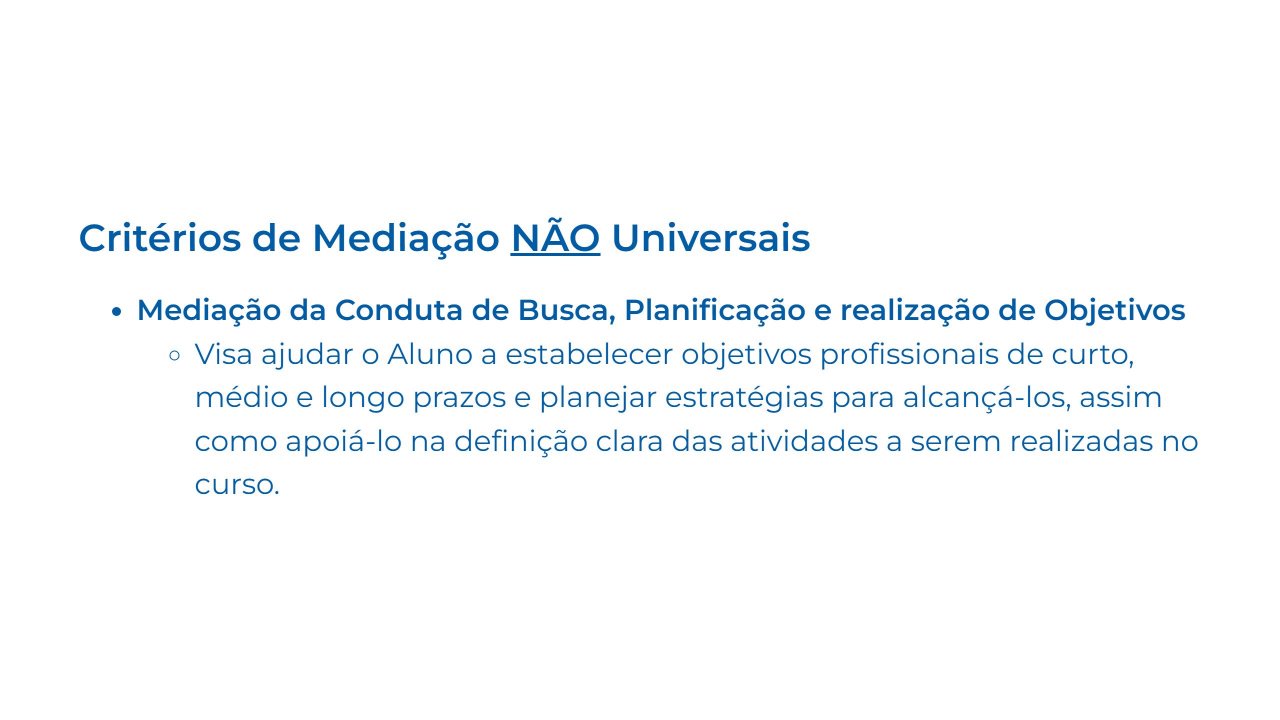 Critérios de Mediação NÃO Universais
• Mediação da Conduta de Busca, Planificação e realização de Objetivos
◦ Visa ajudar o Aluno a estabelecer objetivos profissionais de curto,
médio e longo prazos e planejar estratégias para alcançá-los, assim
como apoiá-lo na definição clara das atividades a serem realizadas no
curso.